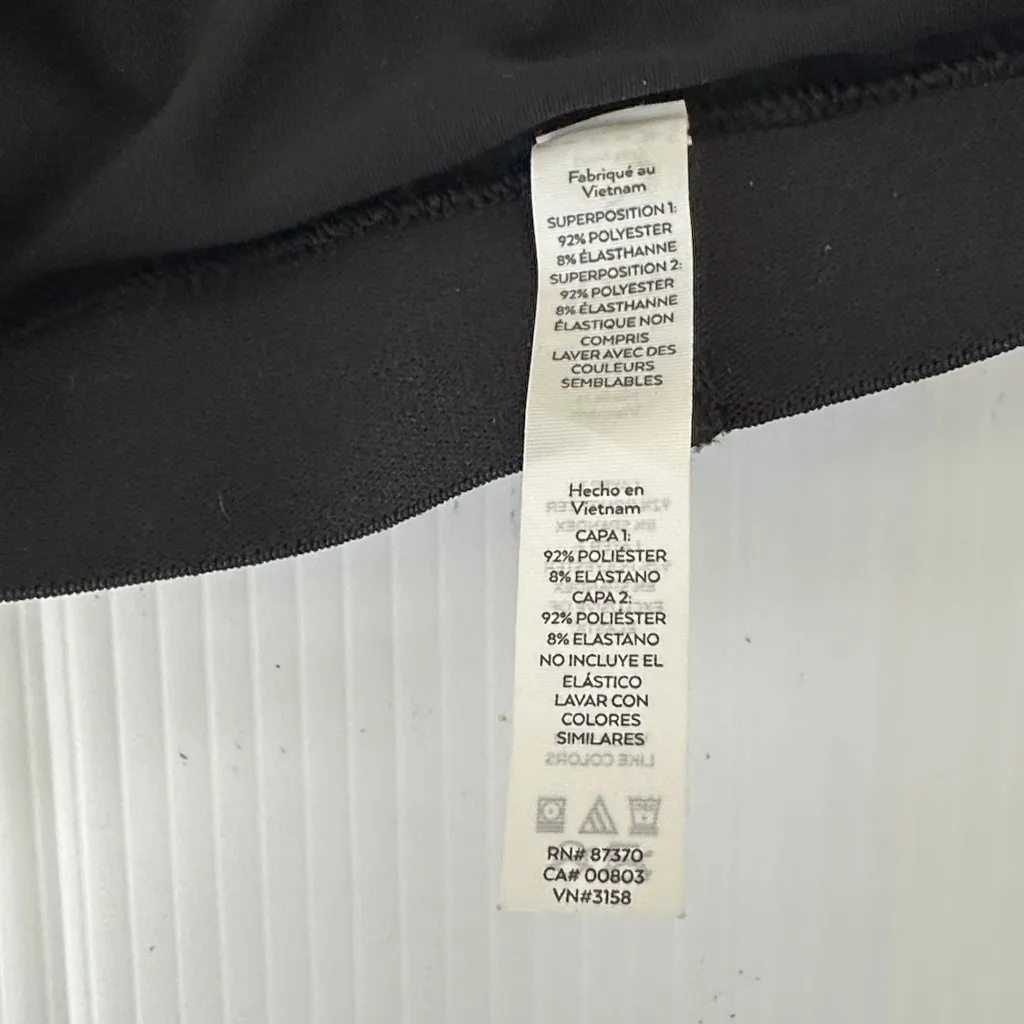 Fabriqué au
Vietnam
SUPERPOSITION 1:
92% POLYESTER
8% ÉLASTHANNE
SUPERPOSITION 2:
92% POLYESTER
8% ÉLASTHANNE
ÉLASTIQUE NON
COMPRIS
LAVER AVEC DES
COULEURS
SEMBLABLES
Hecho en
Vietnam
CAPA 1:
92% POLIÉSTER
8% ELASTANO
CAPA 2:
92% POLIÉSTER
8% ELASTANO
NO INCLUYE EL
ELÁSTICO
LAVAR CON
COLORES
SIMILARES
LIKE COLORS
RN# 87370
CA# 00803
VN#3158